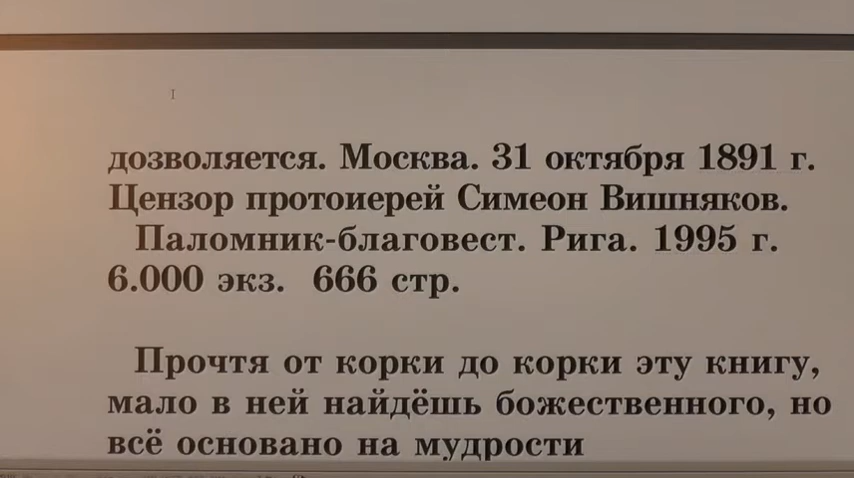 дозволяется. Москва. 31 октября 1891 г.
Цензор протоиерей Симеон Вишняков.
Паломник-благовест. Рига. 1995 г.
6.000 экз. 666 стр.
Прочтя от корки до корки эту книгу,
мало в ней найдёшь божественного, но
всё основано на мудрости